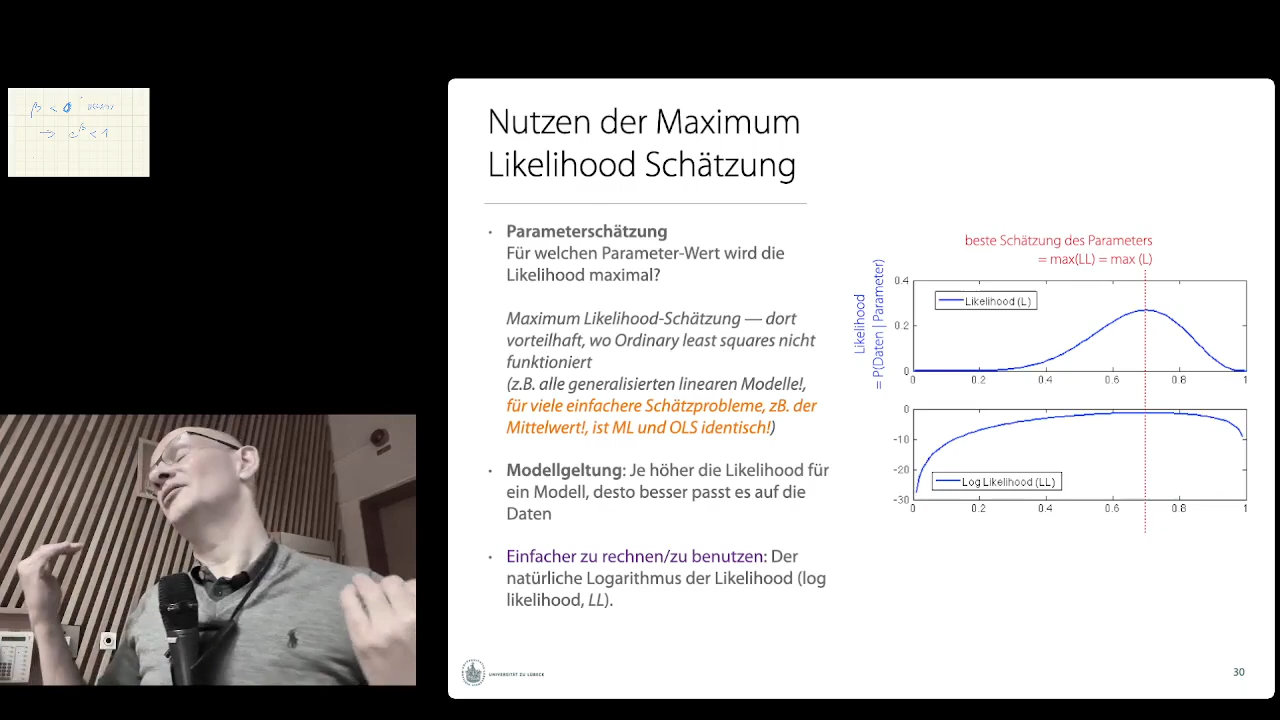 β < 0
→ e^β < 1
Nutzen der Maximum
Likelihood Schätzung
• Parameterschätzung
Für welchen Parameter-Wert wird die
Likelihood maximal?
Maximum Likelihood-Schätzung — dort
vorteilhaft, wo Ordinary least squares nicht
funktioniert
(z.B. alle generalisierten linearen Modelle!,
für viele einfachere Schätzprobleme, zB. der
Mittelwert!, ist ML und OLS identisch!)
• Modellgeltung: Je höher die Likelihood für
ein Modell, desto besser passt es auf die
Daten
• Einfacher zu rechnen/zu benutzen: Der
natürliche Logarithmus der Likelihood (log
likelihood, LL).
beste Schätzung des Parameters
= max(LL) = max (L)
Likelihood
= P(Daten | Parameter)
0.4
0.2
0
Likelihood (L)
0 0.2 0.4 0.6 0.8 1
0
-10
-20
-30
Log Likelihood (LL)
0 0.2 0.4 0.6 0.8 1
UNIVERSITÄT ZU LÜBECK
30